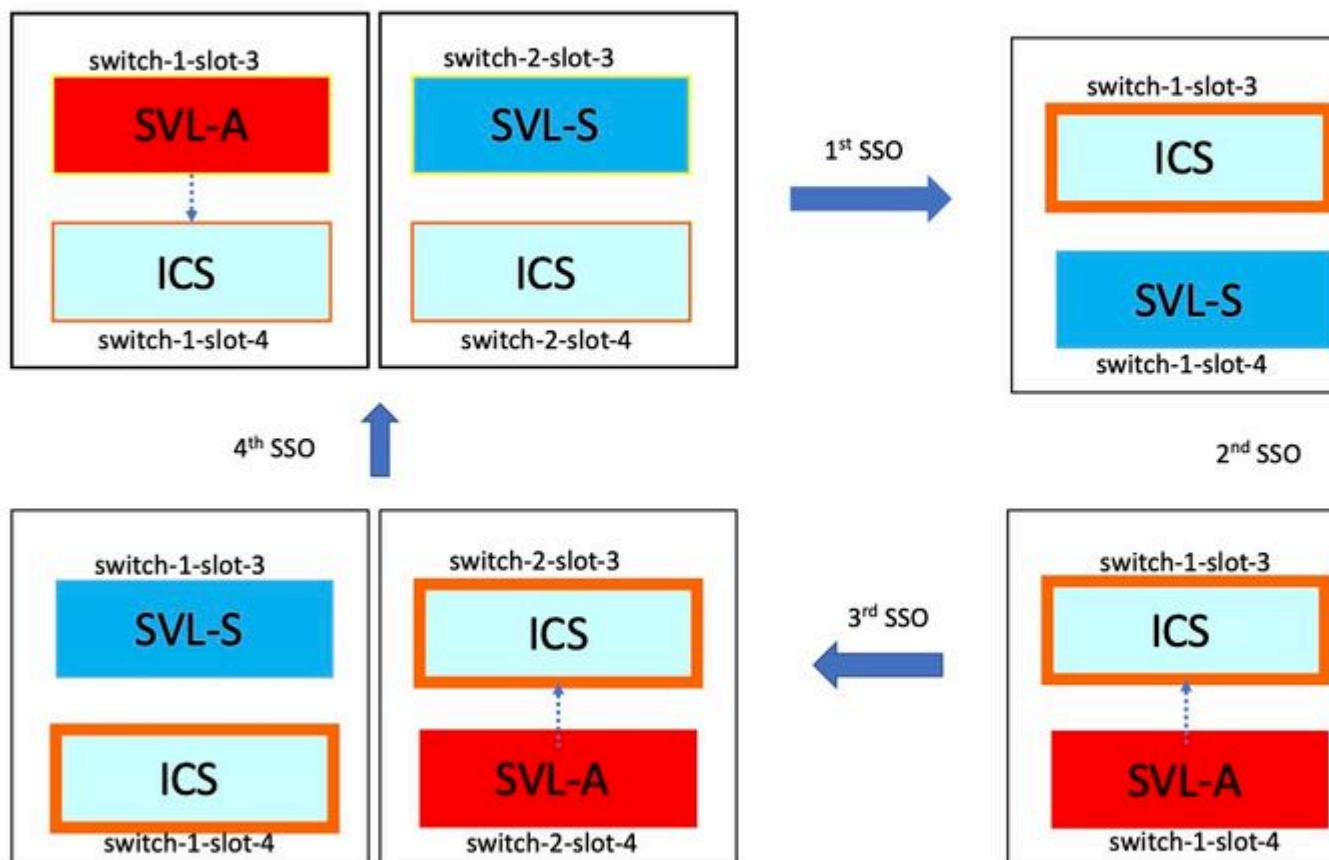 switch-1-slot-3
SVL-A
ICS
switch-1-slot-4
switch-2-slot-3
SVL-S
ICS
switch-2-slot-4
1st SSO
switch-1-slot-3
ICS
SVL-S
switch-1-slot-4
2nd SSO
switch-1-slot-3
ICS
SVL-A
switch-1-slot-4
3rd SSO
switch-2-slot-3
ICS
SVL-A
switch-2-slot-4
switch-1-slot-3
SVL-S
ICS
switch-1-slot-4
4th SSO